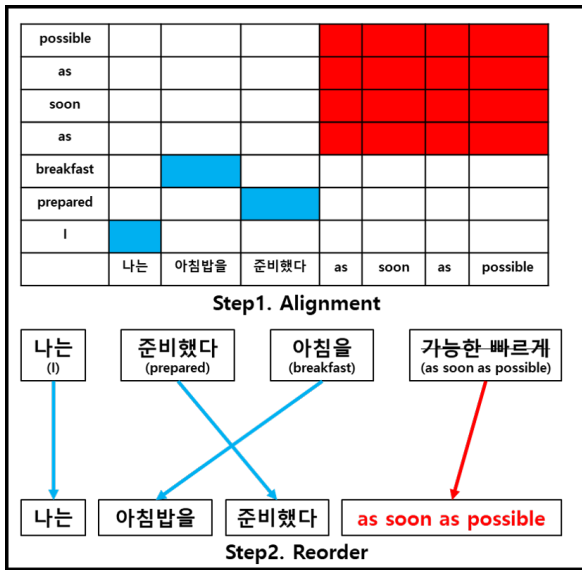 possible
as
soon
as
breakfast
prepared
I
나는 아침밥을 준비했다 as soon as possible
Step1. Alignment
나는 준비했다 아침을 가능한 빠르게
(I) (prepared) (breakfast) (as soon as possible)
나는 아침밥을 준비했다 as soon as possible
Step2. Reorder